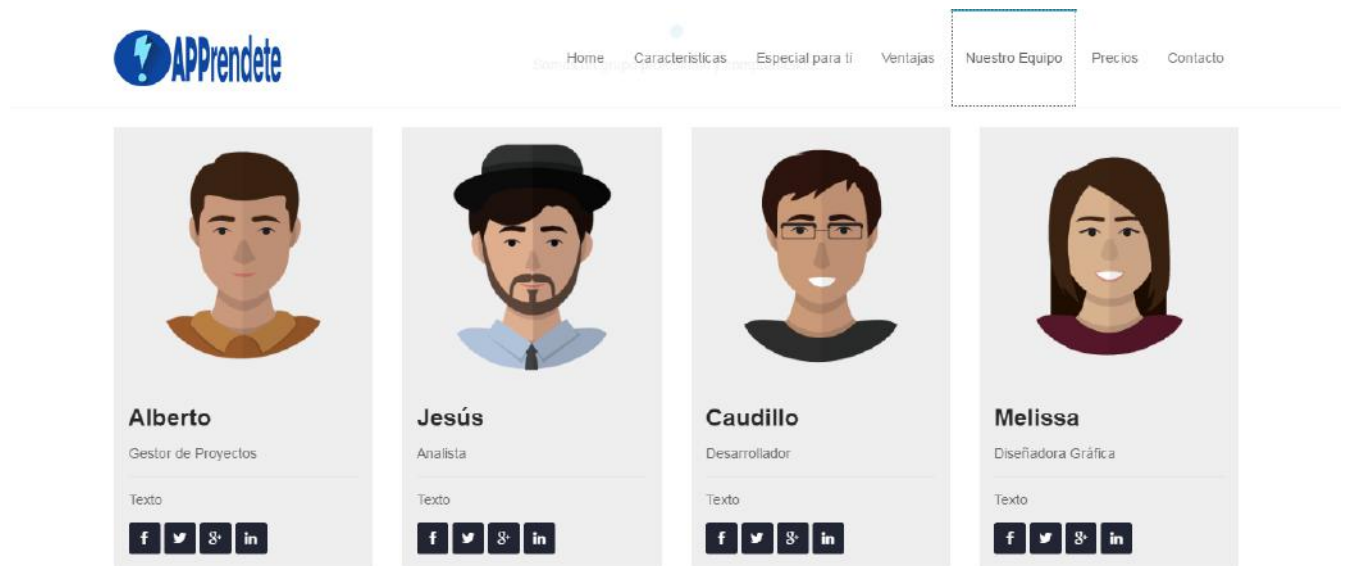 APPrendete
Home Caracteristicas Especial para ti Ventajas Nuestro Equipo Precios Contacto
Alberto
Gestor de Proyectos
Texto
Jesús
Analista
Texto
Caudillo
Desarrollador
Texto
Melissa
Diseñadora Gráfica
Texto